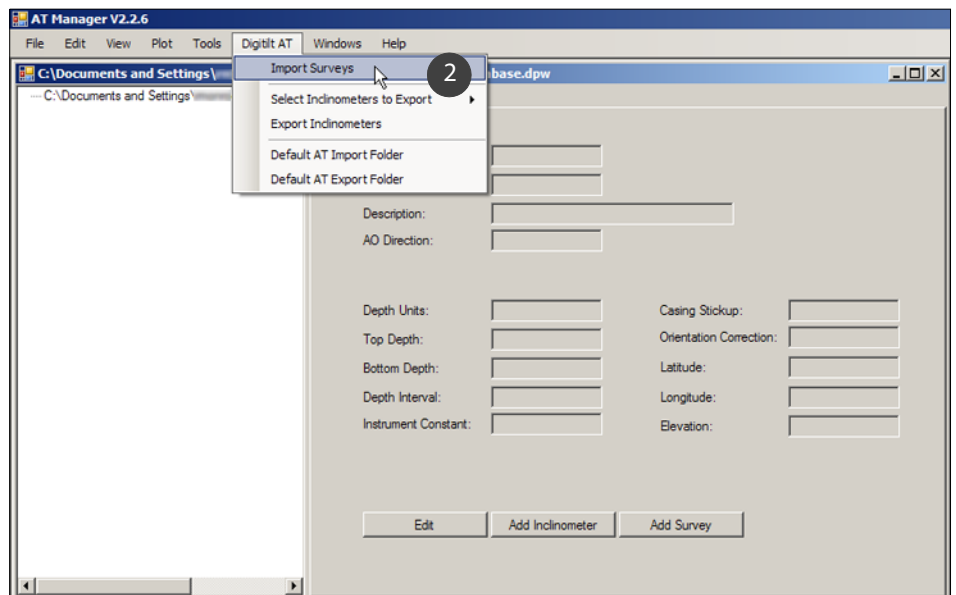 AT Manager V2.2.6
File Edit View Plot Tools Digitilt AT Windows Help
C:\Documents and Settings\ base.dpw
Import Surveys
2
C:\Documents and Settings\
Select Inclinometers to Export
Export Inclinometers
Default AT Import Folder
Default AT Export Folder
Description:
AO Direction:
Depth Units: Casing Stickup:
Top Depth: Orientation Correction:
Bottom Depth: Latitude:
Depth Interval: Longitude:
Instrument Constant: Elevation:
Edit Add Inclinometer Add Survey